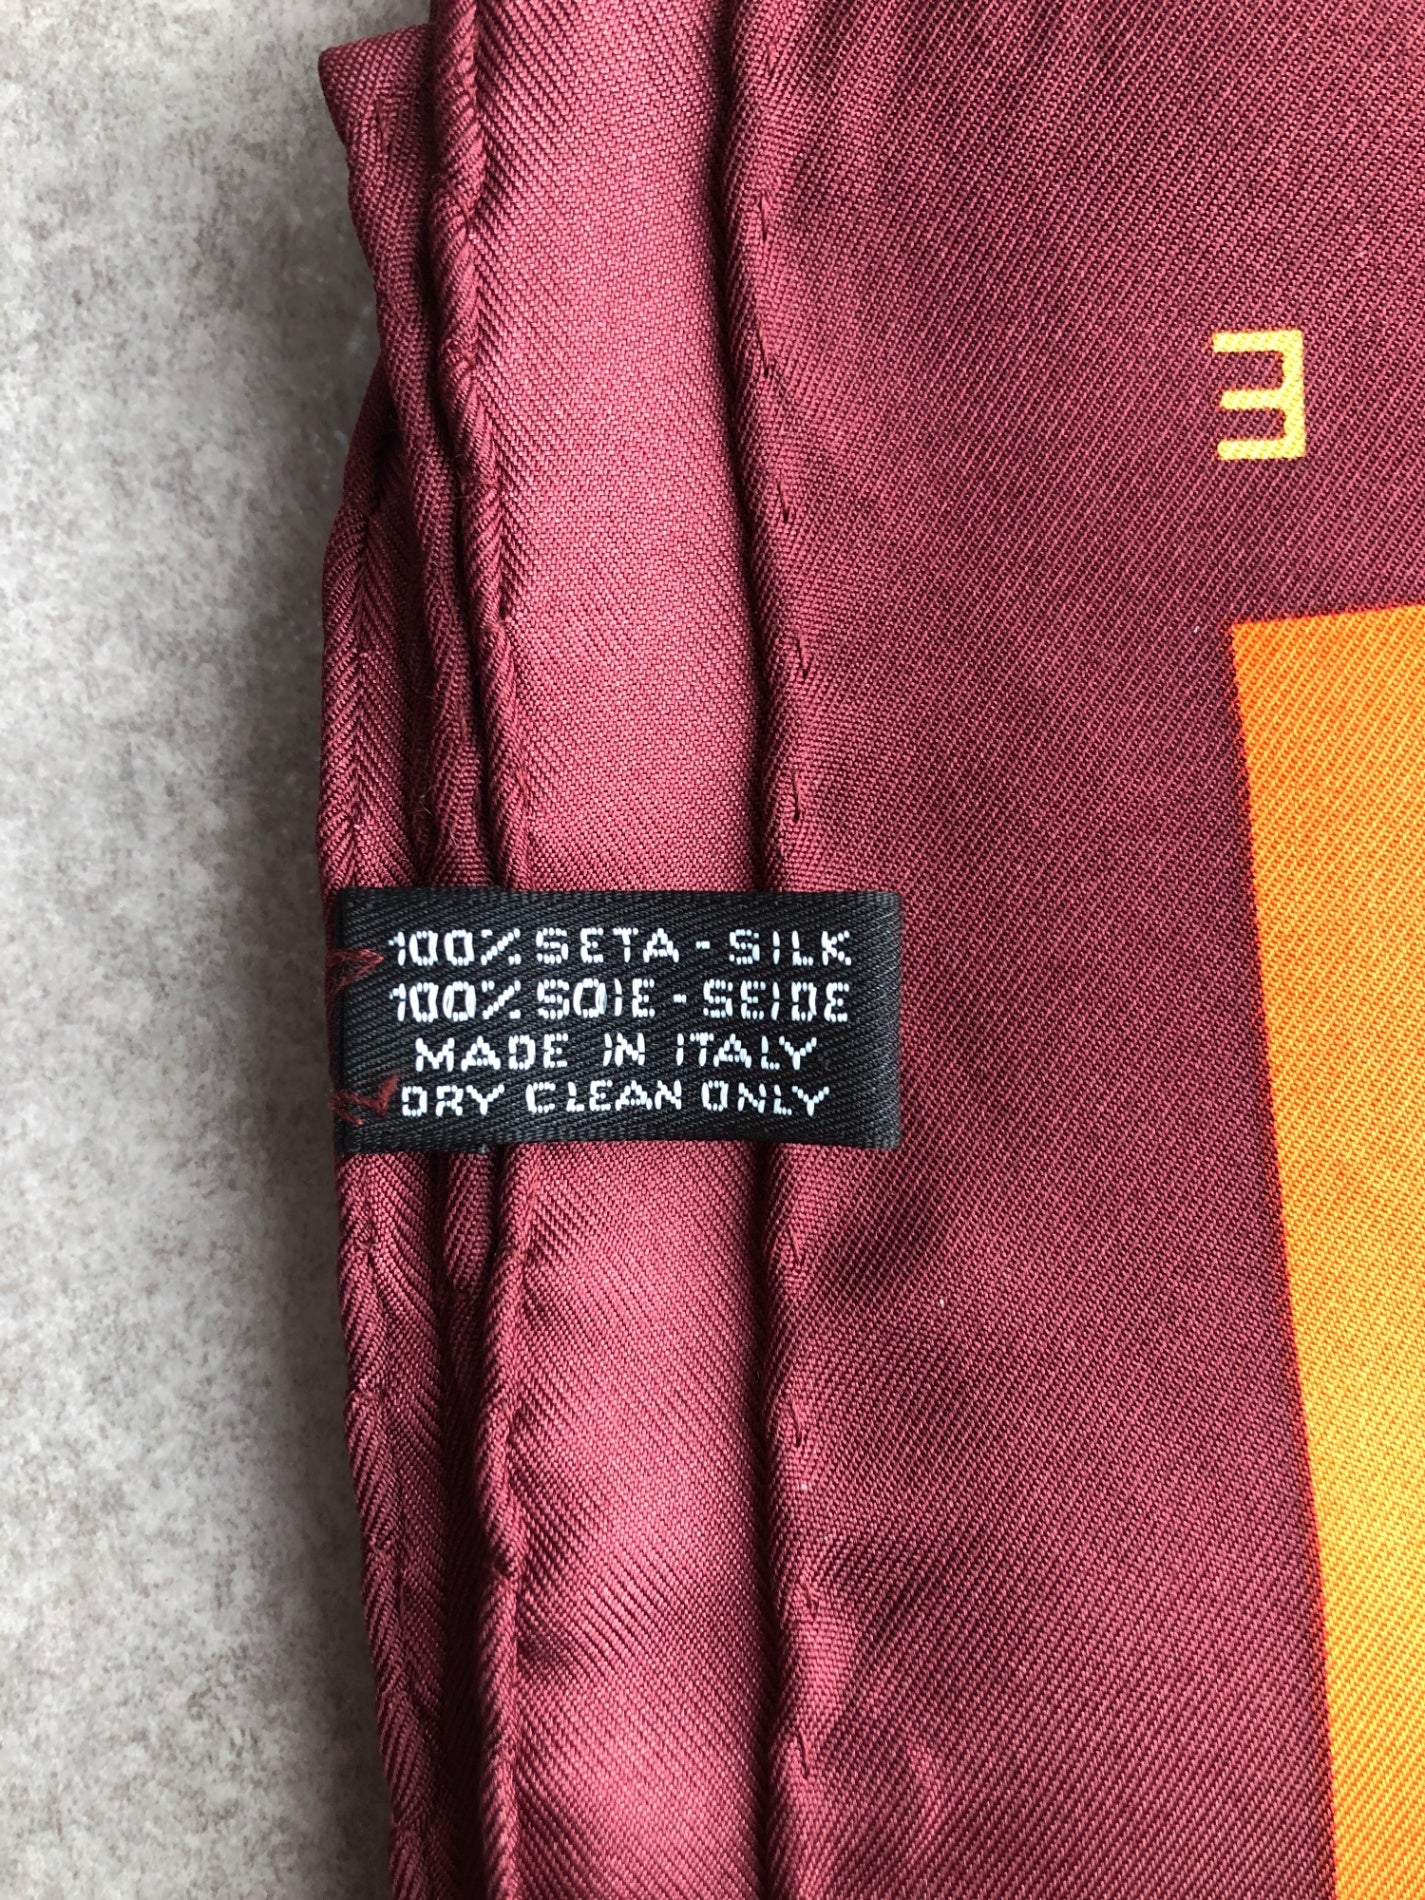 E
100% SETA - SILK
100% SOIE - SEIDE
MADE IN ITALY
DRY CLEAN ONLY